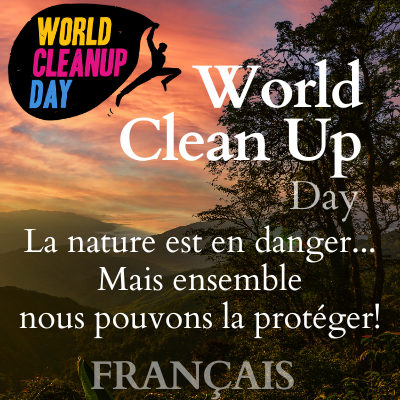 WORLD
CLEANUP
DAY
World
Clean Up
Day
La nature est en danger...
Mais ensemble
nous pouvons la protéger!
FRANÇAIS